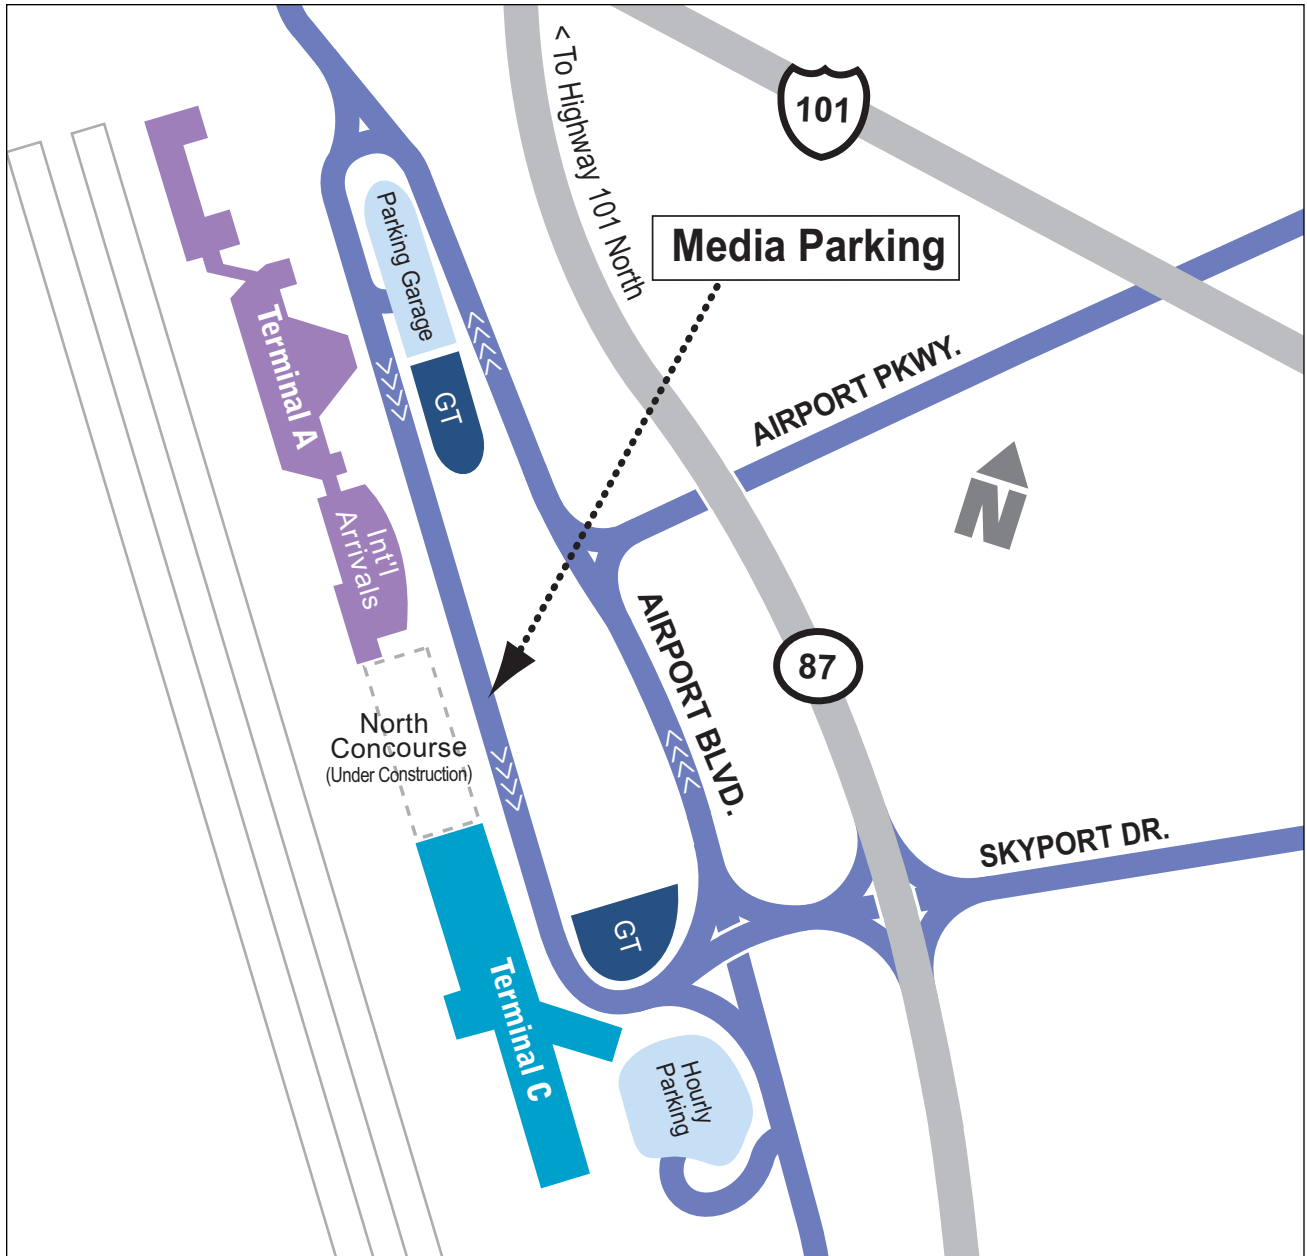 < To Highway 101 North
101
Media Parking
Parking Garage
GT
Terminal A
AIRPORT PKWY.
N
Int'l
Arrivals
AIRPORT BLVD.
87
North
Concourse
(Under Construction)
SKYPORT DR.
GT
Terminal C
Hourly
Parking